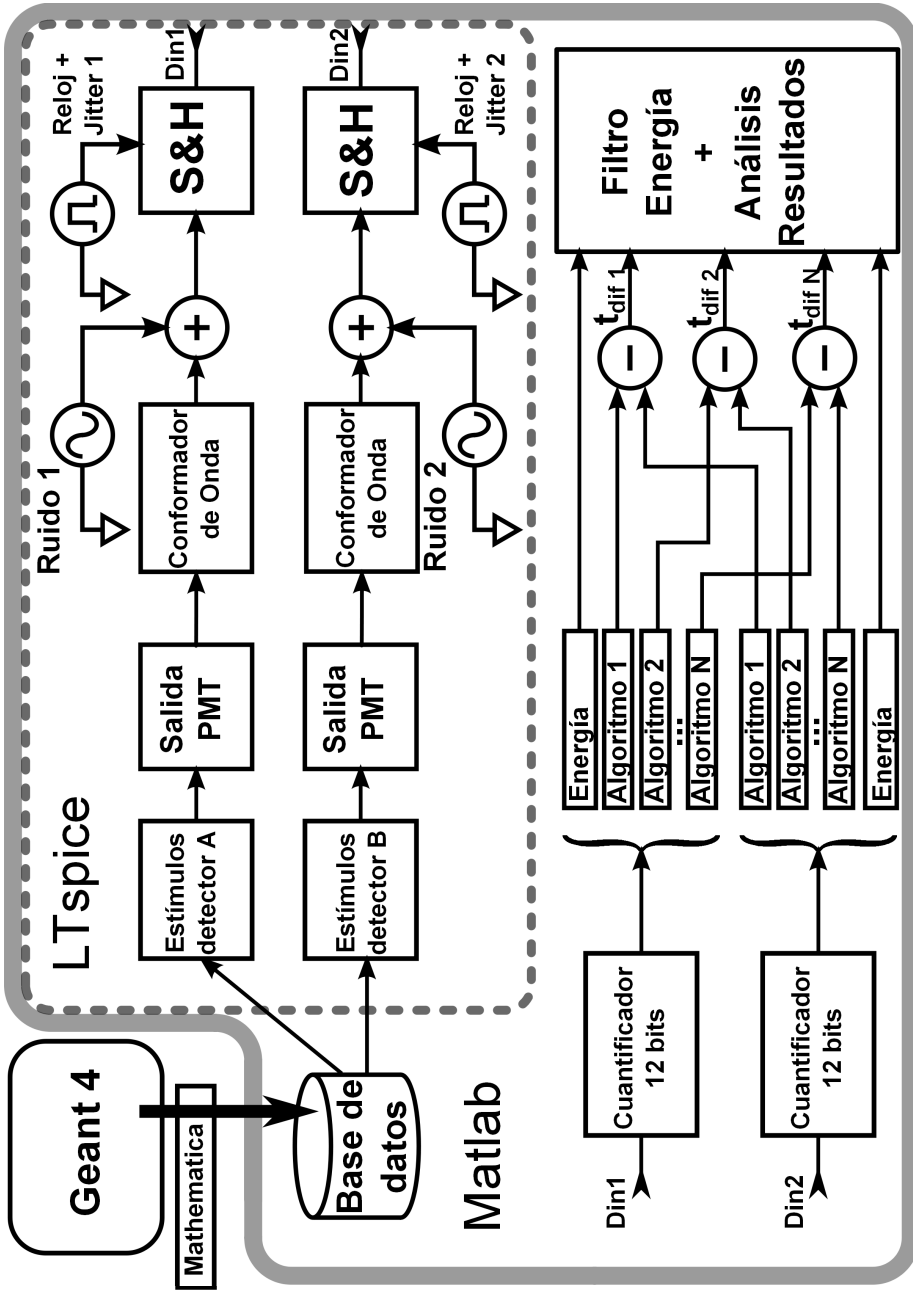 Geant 4
Mathematica
Base de
datos
Matlab
LTspice
Estímulos
detector A
Salida
PMT
Conformador
de Onda
Ruido 1
+
Reloj +
Jitter 1
S&H
Din1
Estímulos
detector B
Salida
PMT
Conformador
de Onda
Ruido 2
+
Reloj +
Jitter 2
S&H
Din2
Din1
Cuantificador
12 bits
Energía
Algoritmo 1
Algoritmo 2
...
Algoritmo N
Din2
Cuantificador
12 bits
Algoritmo 1
Algoritmo 2
...
Algoritmo N
Energía
−
tdif 1
−
tdif 2
−
tdif N
Filtro
Energía
+
Análisis
Resultados